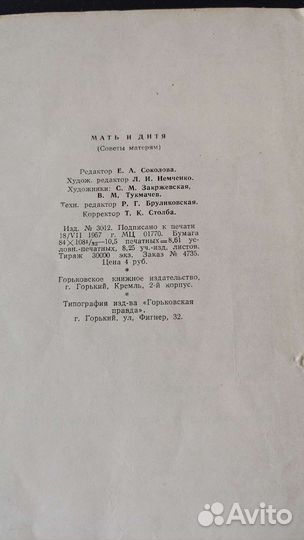 МАТЬ И ДИТЯ
(Советы матерям)
Редактор Е. А. Соколова.
Худож. редактор Л. И. Немченко.
Художники: С. М. Закржевская.
В. М. Тукмачев.
Техн. редактор Р. Г. Бруликовская.
Корректор Т. К. Столба.
Изд. № 3012. Подписано к печати
18/VII 1957 г. МЦ 01770. Бумага
84×108¹/₃₂=10,5 печатных=8,61 ус-
ловн.-печатных, 8,25 уч.-изд. листов.
Тираж 30000 экз. Заказ № 4735.
Цена 4 руб.
Горьковское книжное издательство,
г. Горький, Кремль, 2-й корпус.
Типография изд-ва «Горьковская
правда».
г. Горький, ул, Фигнер, 32.
Avito